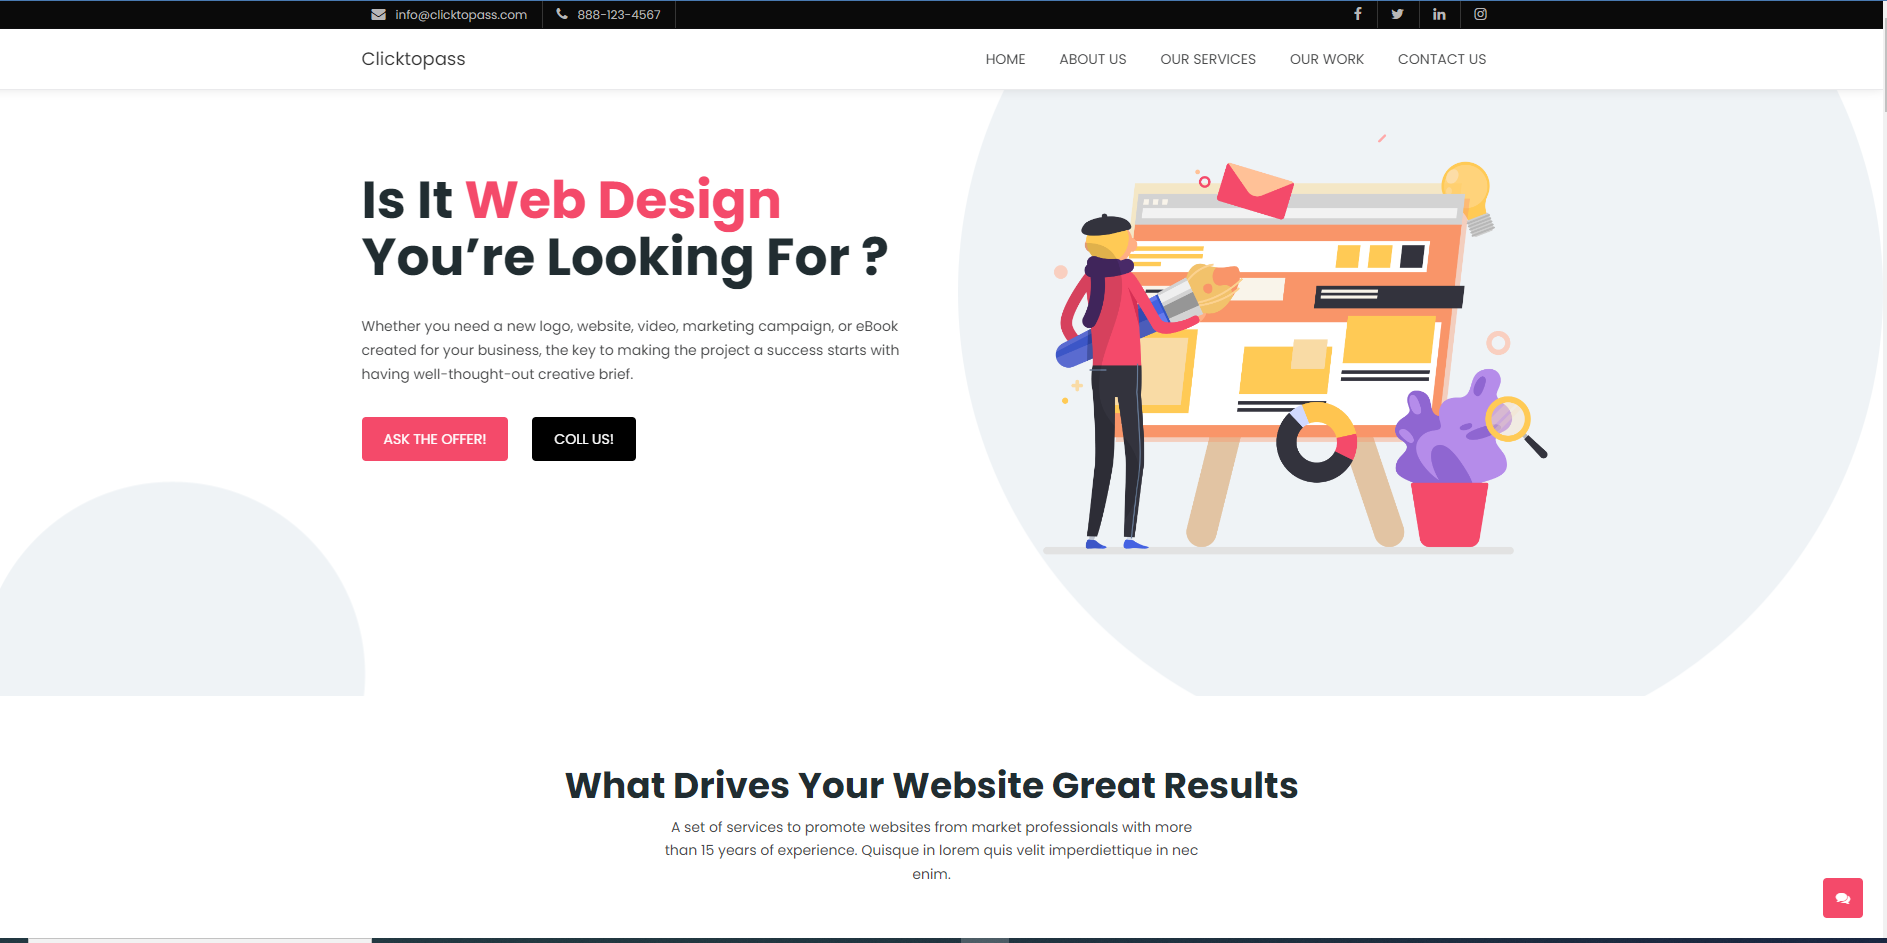 info@clicktopass.com 888-123-4567
Clicktopass HOME ABOUT US OUR SERVICES OUR WORK CONTACT US
Is It Web Design
You’re Looking For ?
Whether you need a new logo, website, video, marketing campaign, or eBook
created for your business, the key to making the project a success starts with
having well-thought-out creative brief.
ASK THE OFFER! COLL US!
What Drives Your Website Great Results
A set of services to promote websites from market professionals with more
than 15 years of experience. Quisque in lorem quis velit imperdiettique in nec
enim.